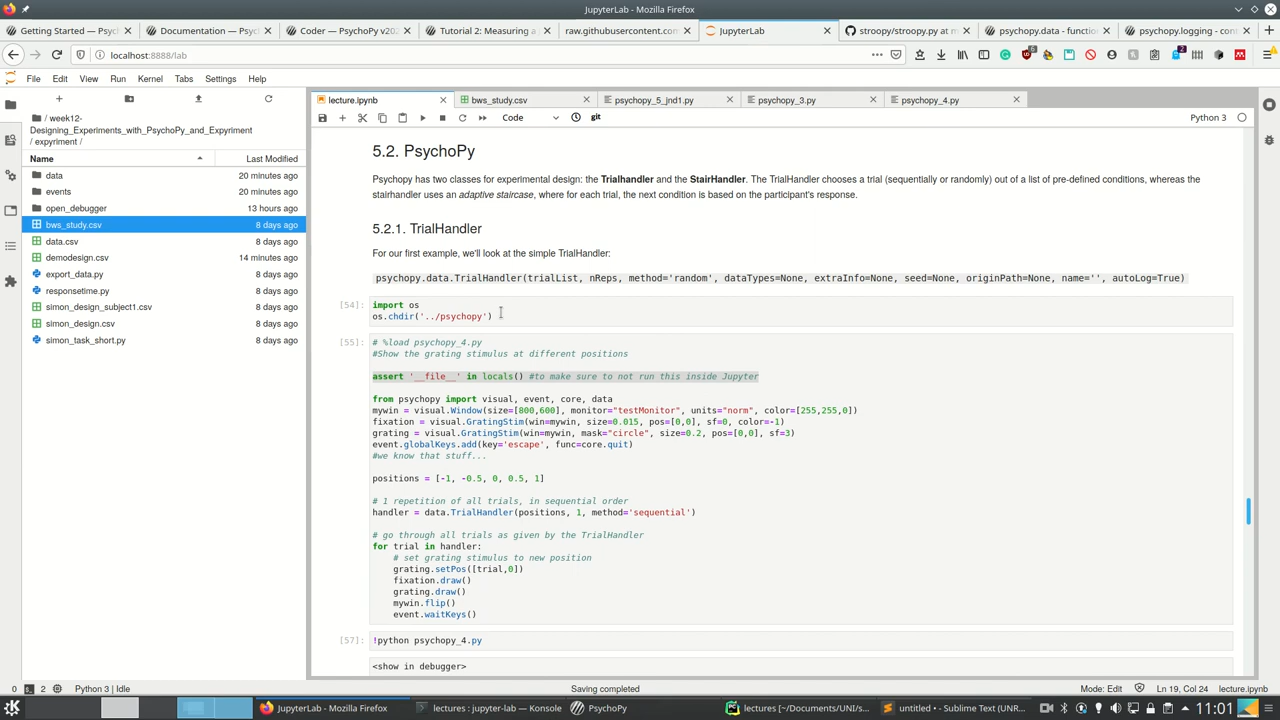 JupyterLab - Mozilla Firefox
Getting Started — Psyc
Documentation — Psyc
Coder — PsychoPy v202
Tutorial 2: Measuring a
raw.githubusercontent.com/
JupyterLab
stroopy/stroopy.py at m
psychopy.data - function
psychopy.logging - cont
localhost:8888/lab
File Edit View Run Kernel Tabs Settings Help
lecture.ipynb
bws_study.csv
psychopy_5_jnd1.py
psychopy_3.py
psychopy_4.py
Code
git
Python 3
/ week12-
Designing_Experiments_with_PsychoPy_and_Expyriment
/ expyriment /
Name Last Modified
data 20 minutes ago
events 20 minutes ago
open_debugger 13 hours ago
bws_study.csv 8 days ago
data.csv 8 days ago
demodesign.csv 14 minutes ago
export_data.py 8 days ago
responsetime.py 8 days ago
simon_design_subject1.csv 8 days ago
simon_design.csv 8 days ago
simon_task_short.py 8 days ago
5.2. PsychoPy
Psychopy has two classes for experimental design: the Trialhandler and the StairHandler. The TrialHandler chooses a trial (sequentially or randomly) out of a list of pre-defined conditions, whereas the
stairhandler uses an adaptive staircase, where for each trial, the next condition is based on the participant's response.
5.2.1. TrialHandler
For our first example, we'll look at the simple TrialHandler:
psychopy.data.TrialHandler(trialList, nReps, method='random', dataTypes=None, extraInfo=None, seed=None, originPath=None, name='', autoLog=True)
[54]: import os
os.chdir('../psychopy')
[55]: # %load psychopy_4.py
#Show the grating stimulus at different positions
assert '__file__' in locals() #to make sure to not run this inside Jupyter
from psychopy import visual, event, core, data
mywin = visual.Window(size=[800,600], monitor="testMonitor", units="norm", color=[255,255,0])
fixation = visual.GratingStim(win=mywin, size=0.015, pos=[0,0], sf=0, color=-1)
grating = visual.GratingStim(win=mywin, mask="circle", size=0.2, pos=[0,0], sf=3)
event.globalKeys.add(key='escape', func=core.quit)
#we know that stuff...
positions = [-1, -0.5, 0, 0.5, 1]
# 1 repetition of all trials, in sequential order
handler = data.TrialHandler(positions, 1, method='sequential')
# go through all trials as given by the TrialHandler
for trial in handler:
# set grating stimulus to new position
grating.setPos([trial,0])
fixation.draw()
grating.draw()
mywin.flip()
event.waitKeys()
[57]: !python psychopy_4.py
<show in debugger>
0 2 Python 3 | Idle
Saving completed
Mode: Edit
Ln 19, Col 24
lecture.ipynb
JupyterLab - Mozilla Firefox
lectures : jupyter-lab — Konsole
PsychoPy
lectures [~/Documents/UNI/s...
untitled • - Sublime Text (UNR...
11:01